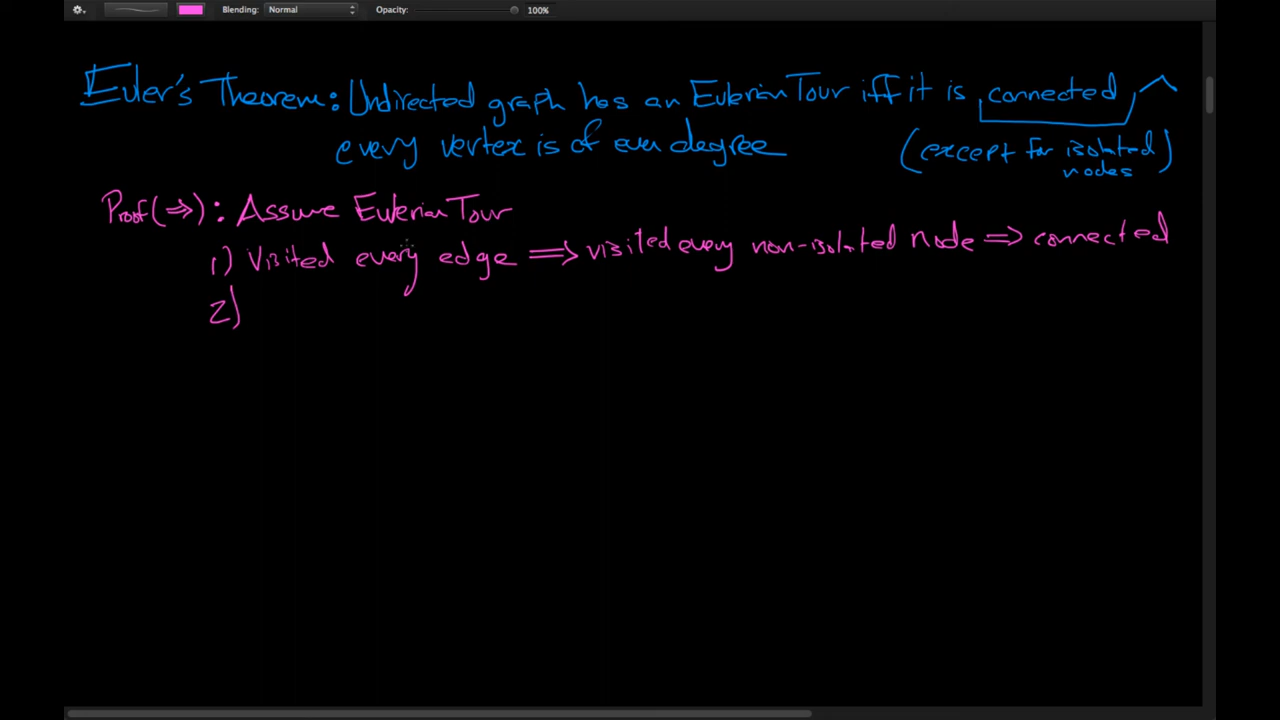 Blending: Normal Opacity: 100%
Euler's Theorem: Undirected graph has an Eulerian Tour iff it is connected ∧
every vertex is of even degree (except for isolated
nodes)
Proof (⇒): Assume Eulerian Tour
1) Visited every edge ⇒ visited every non-isolated node ⇒ connected
2)